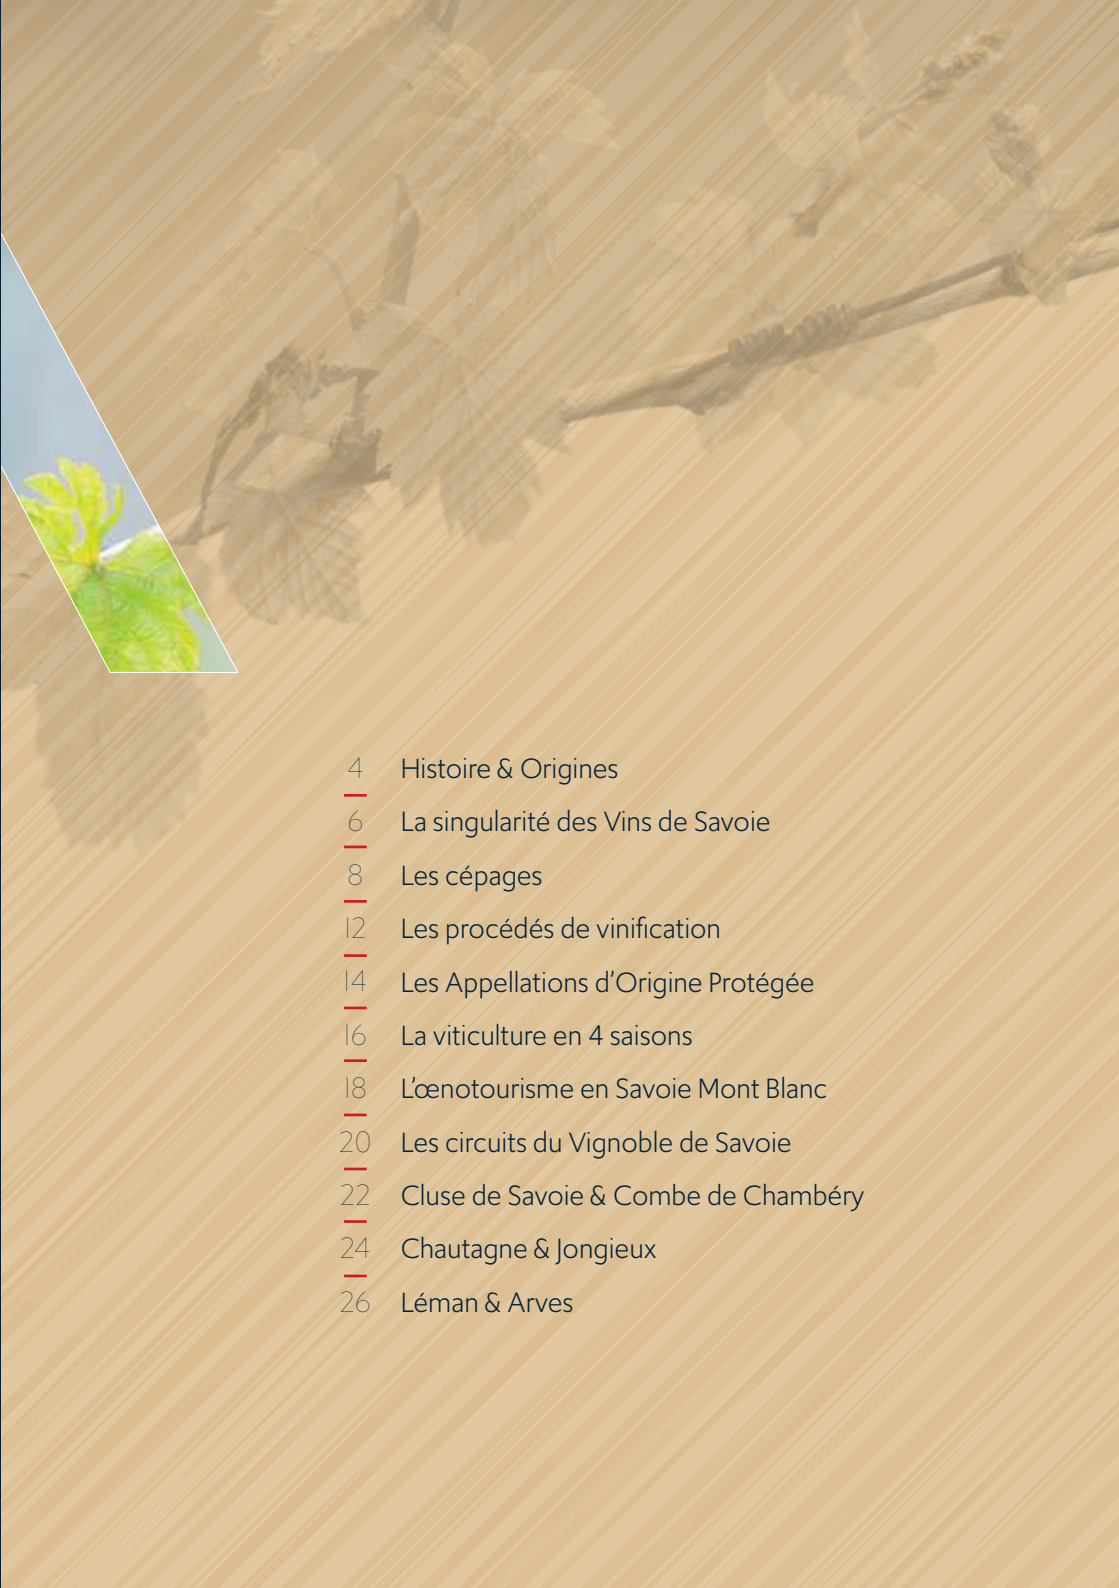 4 Histoire & Origines
6 La singularité des Vins de Savoie
8 Les cépages
12 Les procédés de vinification
14 Les Appellations d’Origine Protégée
16 La viticulture en 4 saisons
18 L’œnotourisme en Savoie Mont Blanc
20 Les circuits du Vignoble de Savoie
22 Cluse de Savoie & Combe de Chambéry
24 Chautagne & Jongieux
26 Léman & Arves